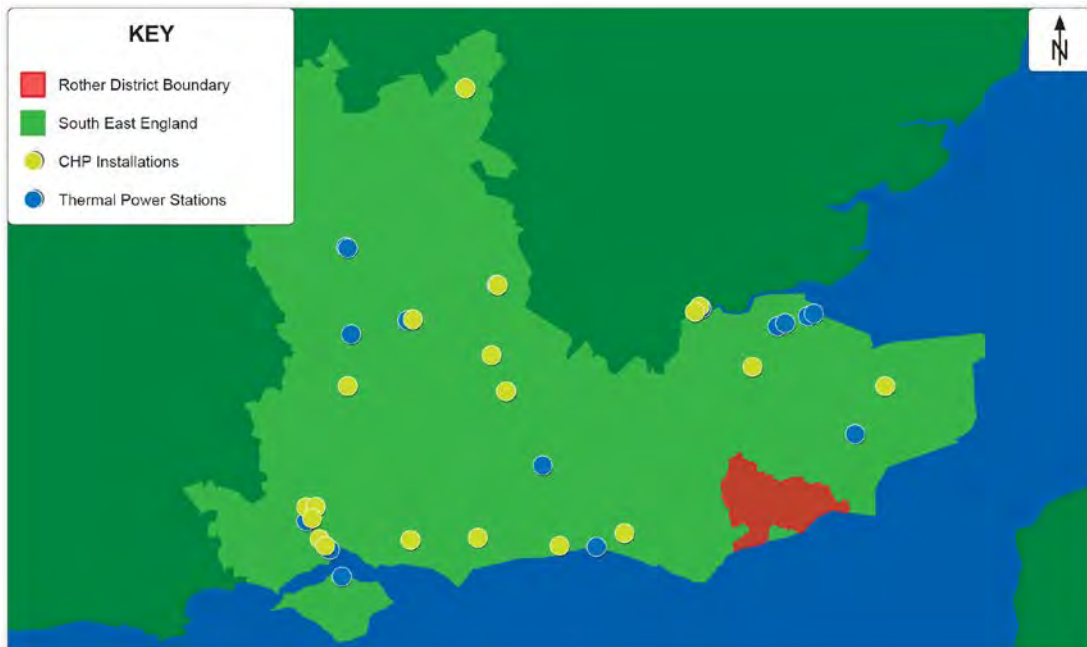 KEY
Rother District Boundary
South East England
CHP Installations
Thermal Power Stations
N